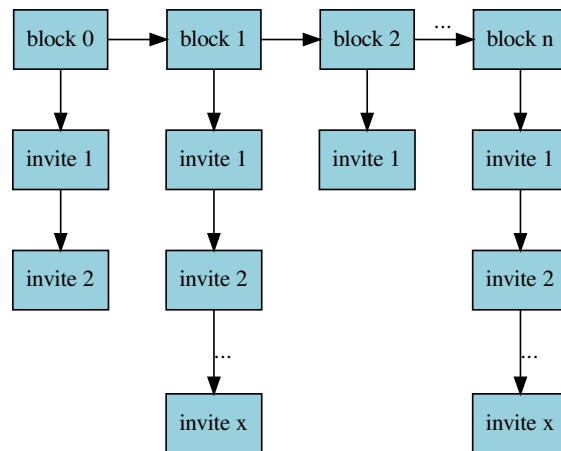 block 0
block 1
block 2
...
block n
invite 1
invite 1
invite 1
invite 1
invite 2
invite 2
invite 2
...
...
invite x
invite x